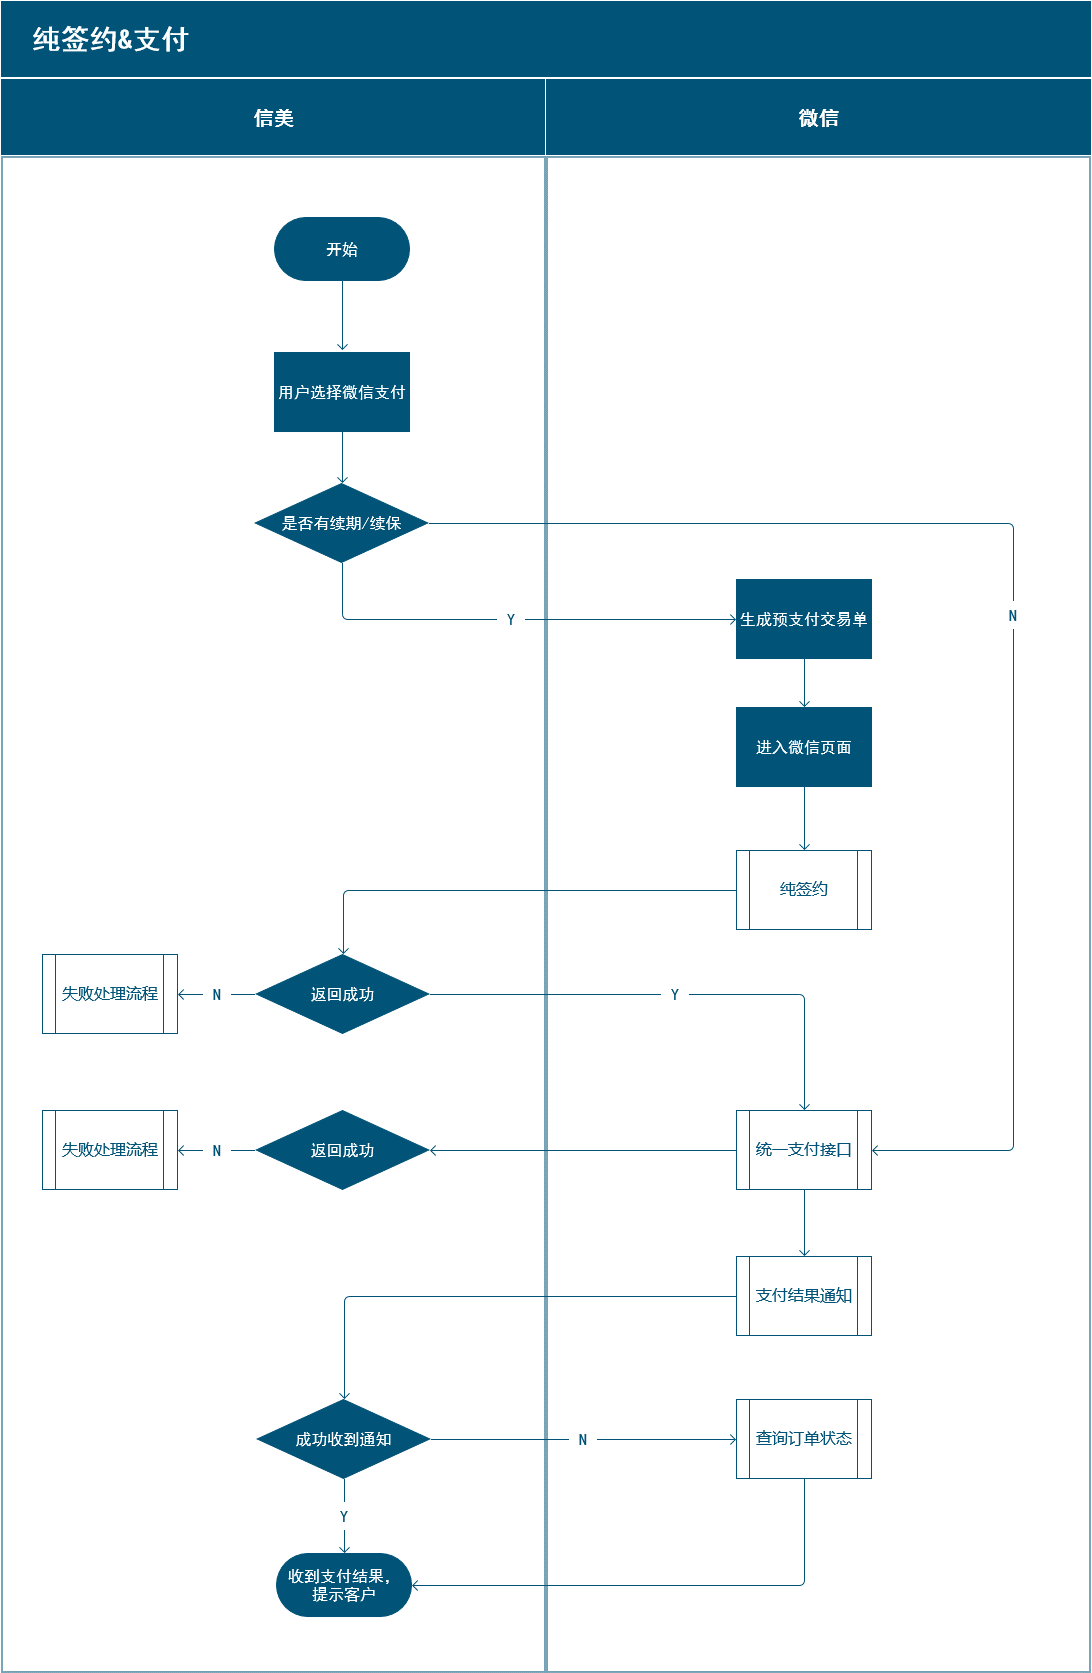 纯签约&支付
信美
微信
开始
用户选择微信支付
是否有续期/续保
生成预支付交易单
N
Y
进入微信页面
纯签约
失败处理流程
N
返回成功
Y
失败处理流程
N
返回成功
统一支付接口
支付结果通知
成功收到通知
N
查询订单状态
Y
收到支付结果，
提示客户